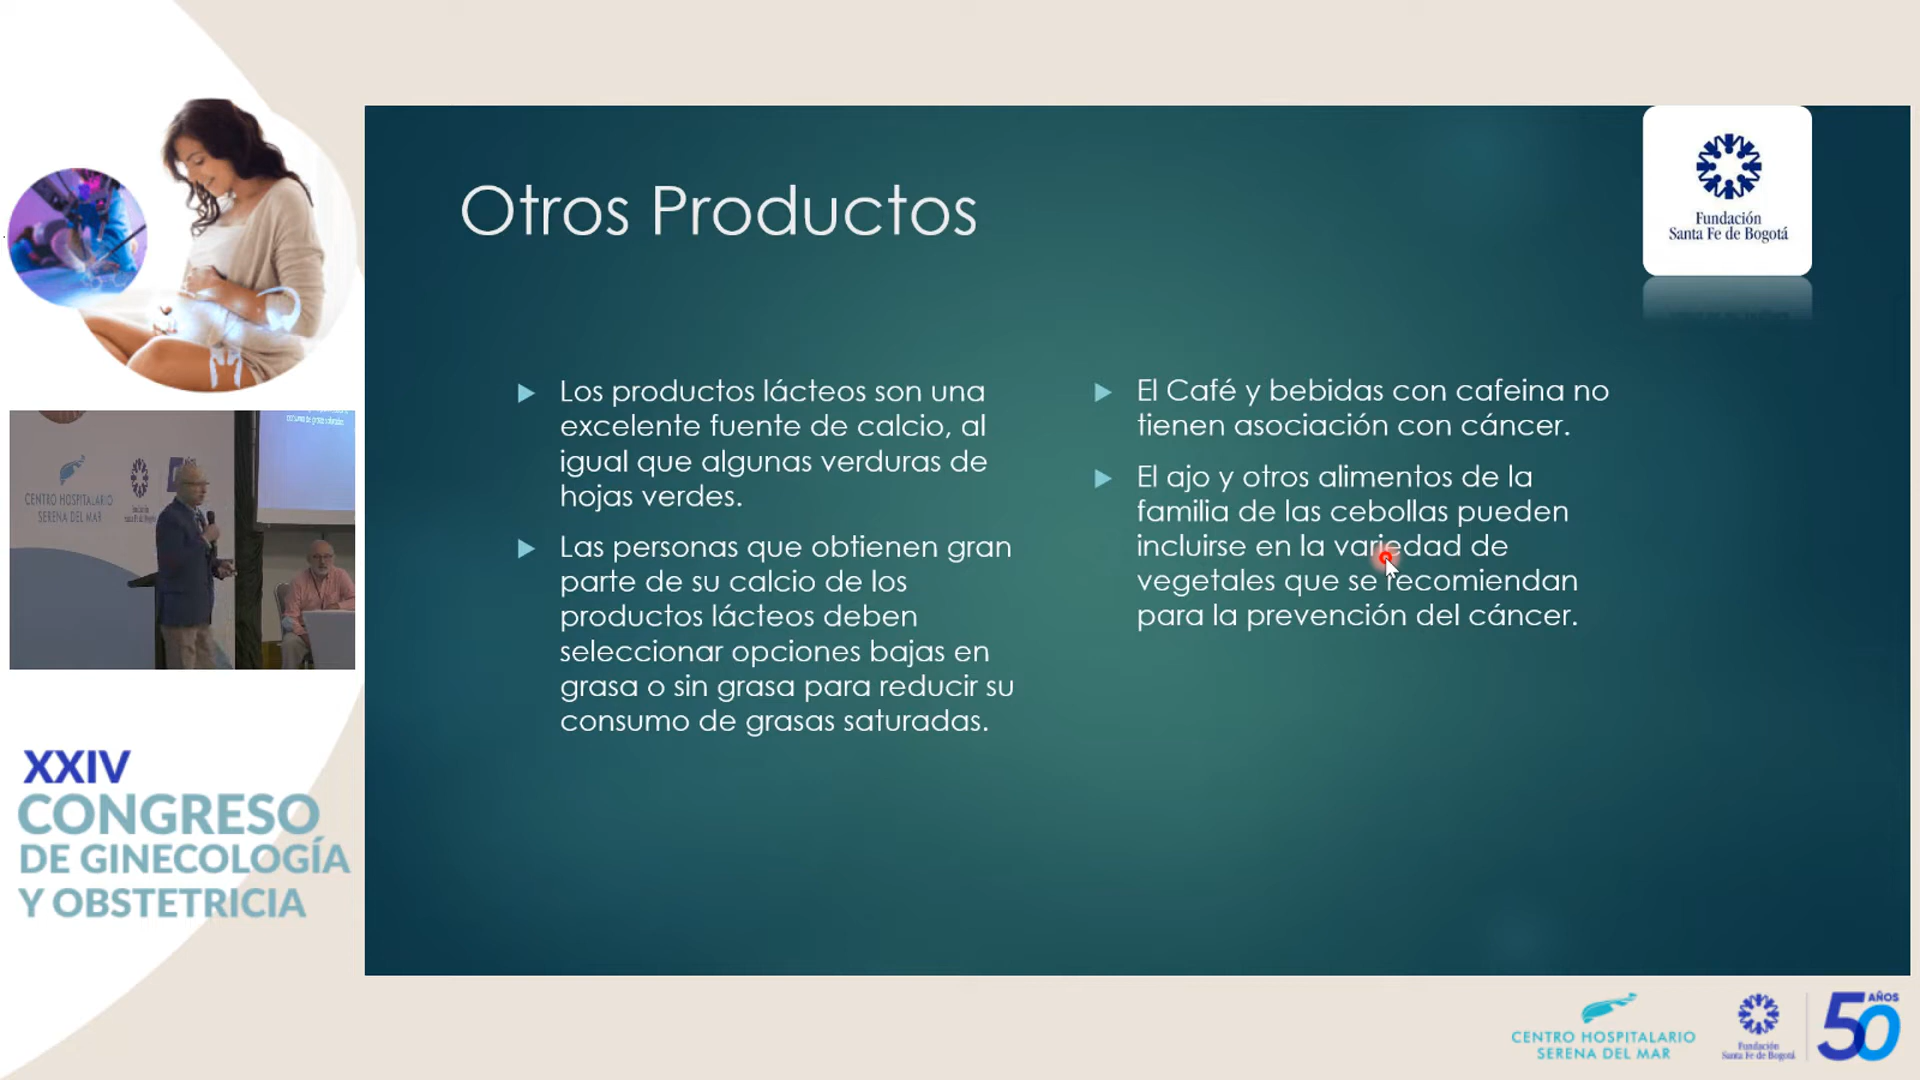 Otros Productos
Fundación
Santa Fe de Bogotá
Los productos lácteos son una
excelente fuente de calcio, al
igual que algunas verduras de
hojas verdes.
Las personas que obtienen gran
parte de su calcio de los
productos lácteos deben
seleccionar opciones bajas en
grasa o sin grasa para reducir su
consumo de grasas saturadas.
El Café y bebidas con cafeina no
tienen asociación con cáncer.
El ajo y otros alimentos de la
familia de las cebollas pueden
incluirse en la variedad de
vegetales que se recomiendan
para la prevención del cáncer.
CENTRO HOSPITALARIO
SERENA DEL MAR
XXIV
CONGRESO
DE GINECOLOGÍA
Y OBSTETRICIA
CENTRO HOSPITALARIO
SERENA DEL MAR
Fundación
Santa Fe de Bogotá
50
AÑOS